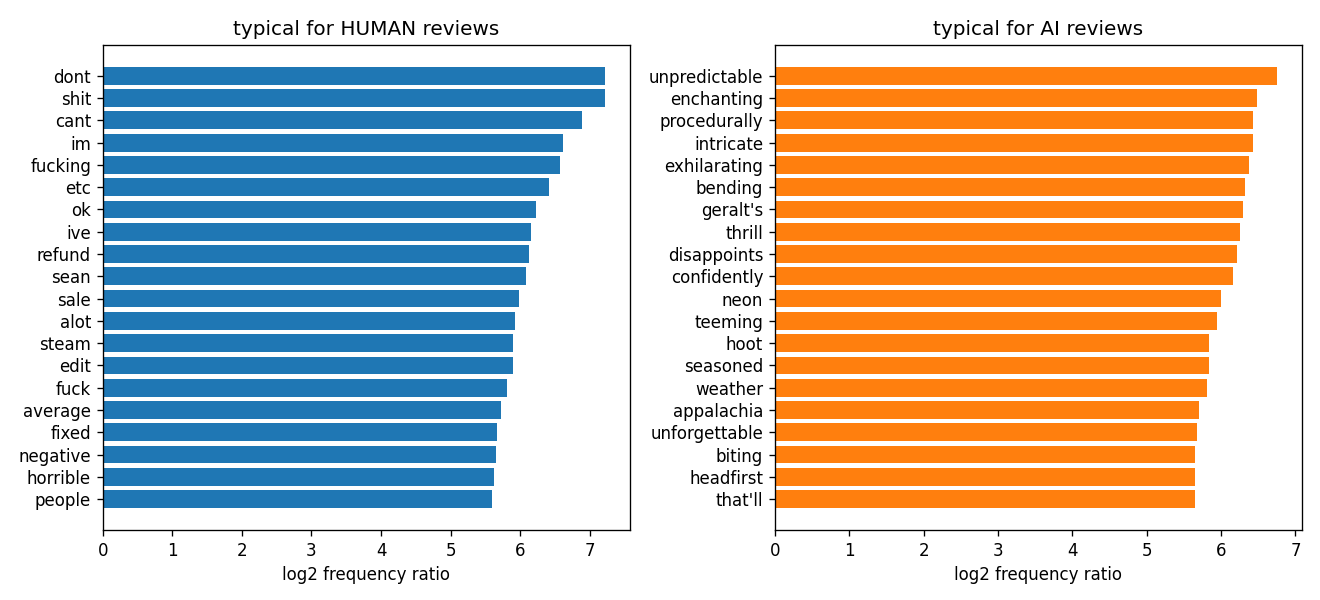 typical for HUMAN reviews
dont
shit
cant
im
fucking
etc
ok
ive
refund
sean
sale
alot
steam
edit
fuck
average
fixed
negative
horrible
people
0 1 2 3 4 5 6 7
log2 frequency ratio
typical for AI reviews
unpredictable
enchanting
procedurally
intricate
exhilarating
bending
geralt's
thrill
disappoints
confidently
neon
teeming
hoot
seasoned
weather
appalachia
unforgettable
biting
headfirst
that'll
0 1 2 3 4 5 6 7
log2 frequency ratio